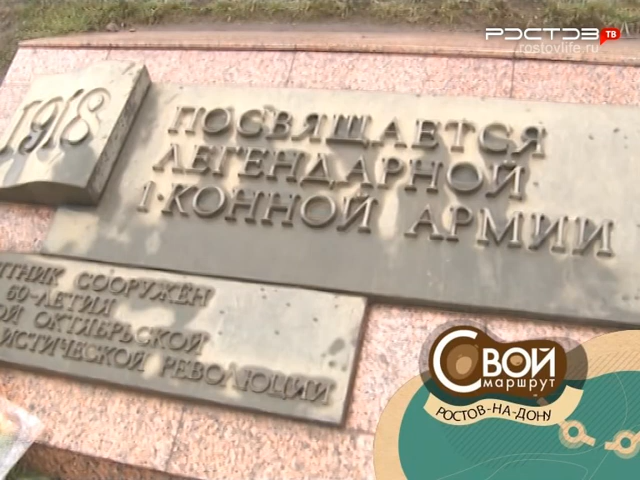 РОСТОВ ТВ
rostovlife.ru
1918
ПОСВЯЩАЕТСЯ
ЛЕГЕНДАРНОЙ
1·КОННОЙ АРМИИ
СООРУЖЕН
60-ЛЕТИЯ
ОКТЯБРЬСКОЙ
РЕВОЛЮЦИИ
СВОЙ
маршрут
РОСТОВ-НА-ДОНУ